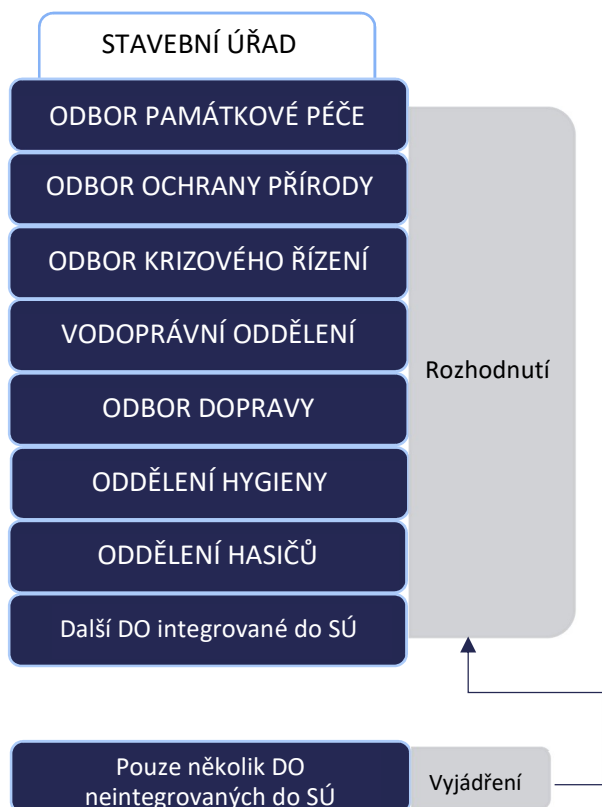 STAVEBNÍ ÚŘAD
ODBOR PAMÁTKOVÉ PÉČE
ODBOR OCHRANY PŘÍRODY
ODBOR KRIZOVÉHO ŘÍZENÍ
VODOPRÁVNÍ ODDĚLENÍ
Rozhodnutí
ODBOR DOPRAVY
ODDĚLENÍ HYGIENY
ODDĚLENÍ HASIČŮ
Další DO integrované do SÚ
Pouze několik DO
neintegrovaných do SÚ
Vyjádření